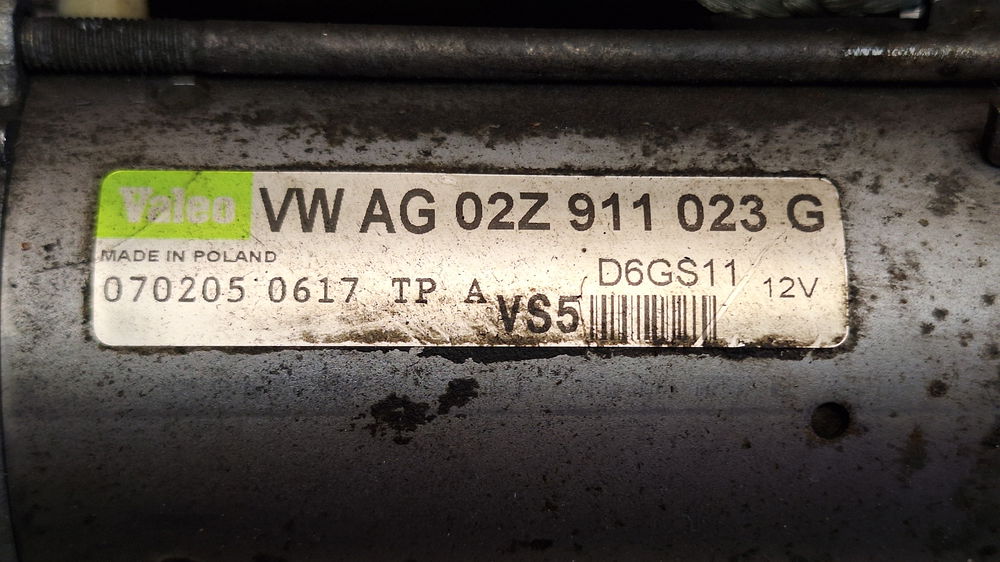 Valeo VW AG 02Z 911 023 G
MADE IN POLAND
070205 0617 TP A
VS5
D6GS11
12V